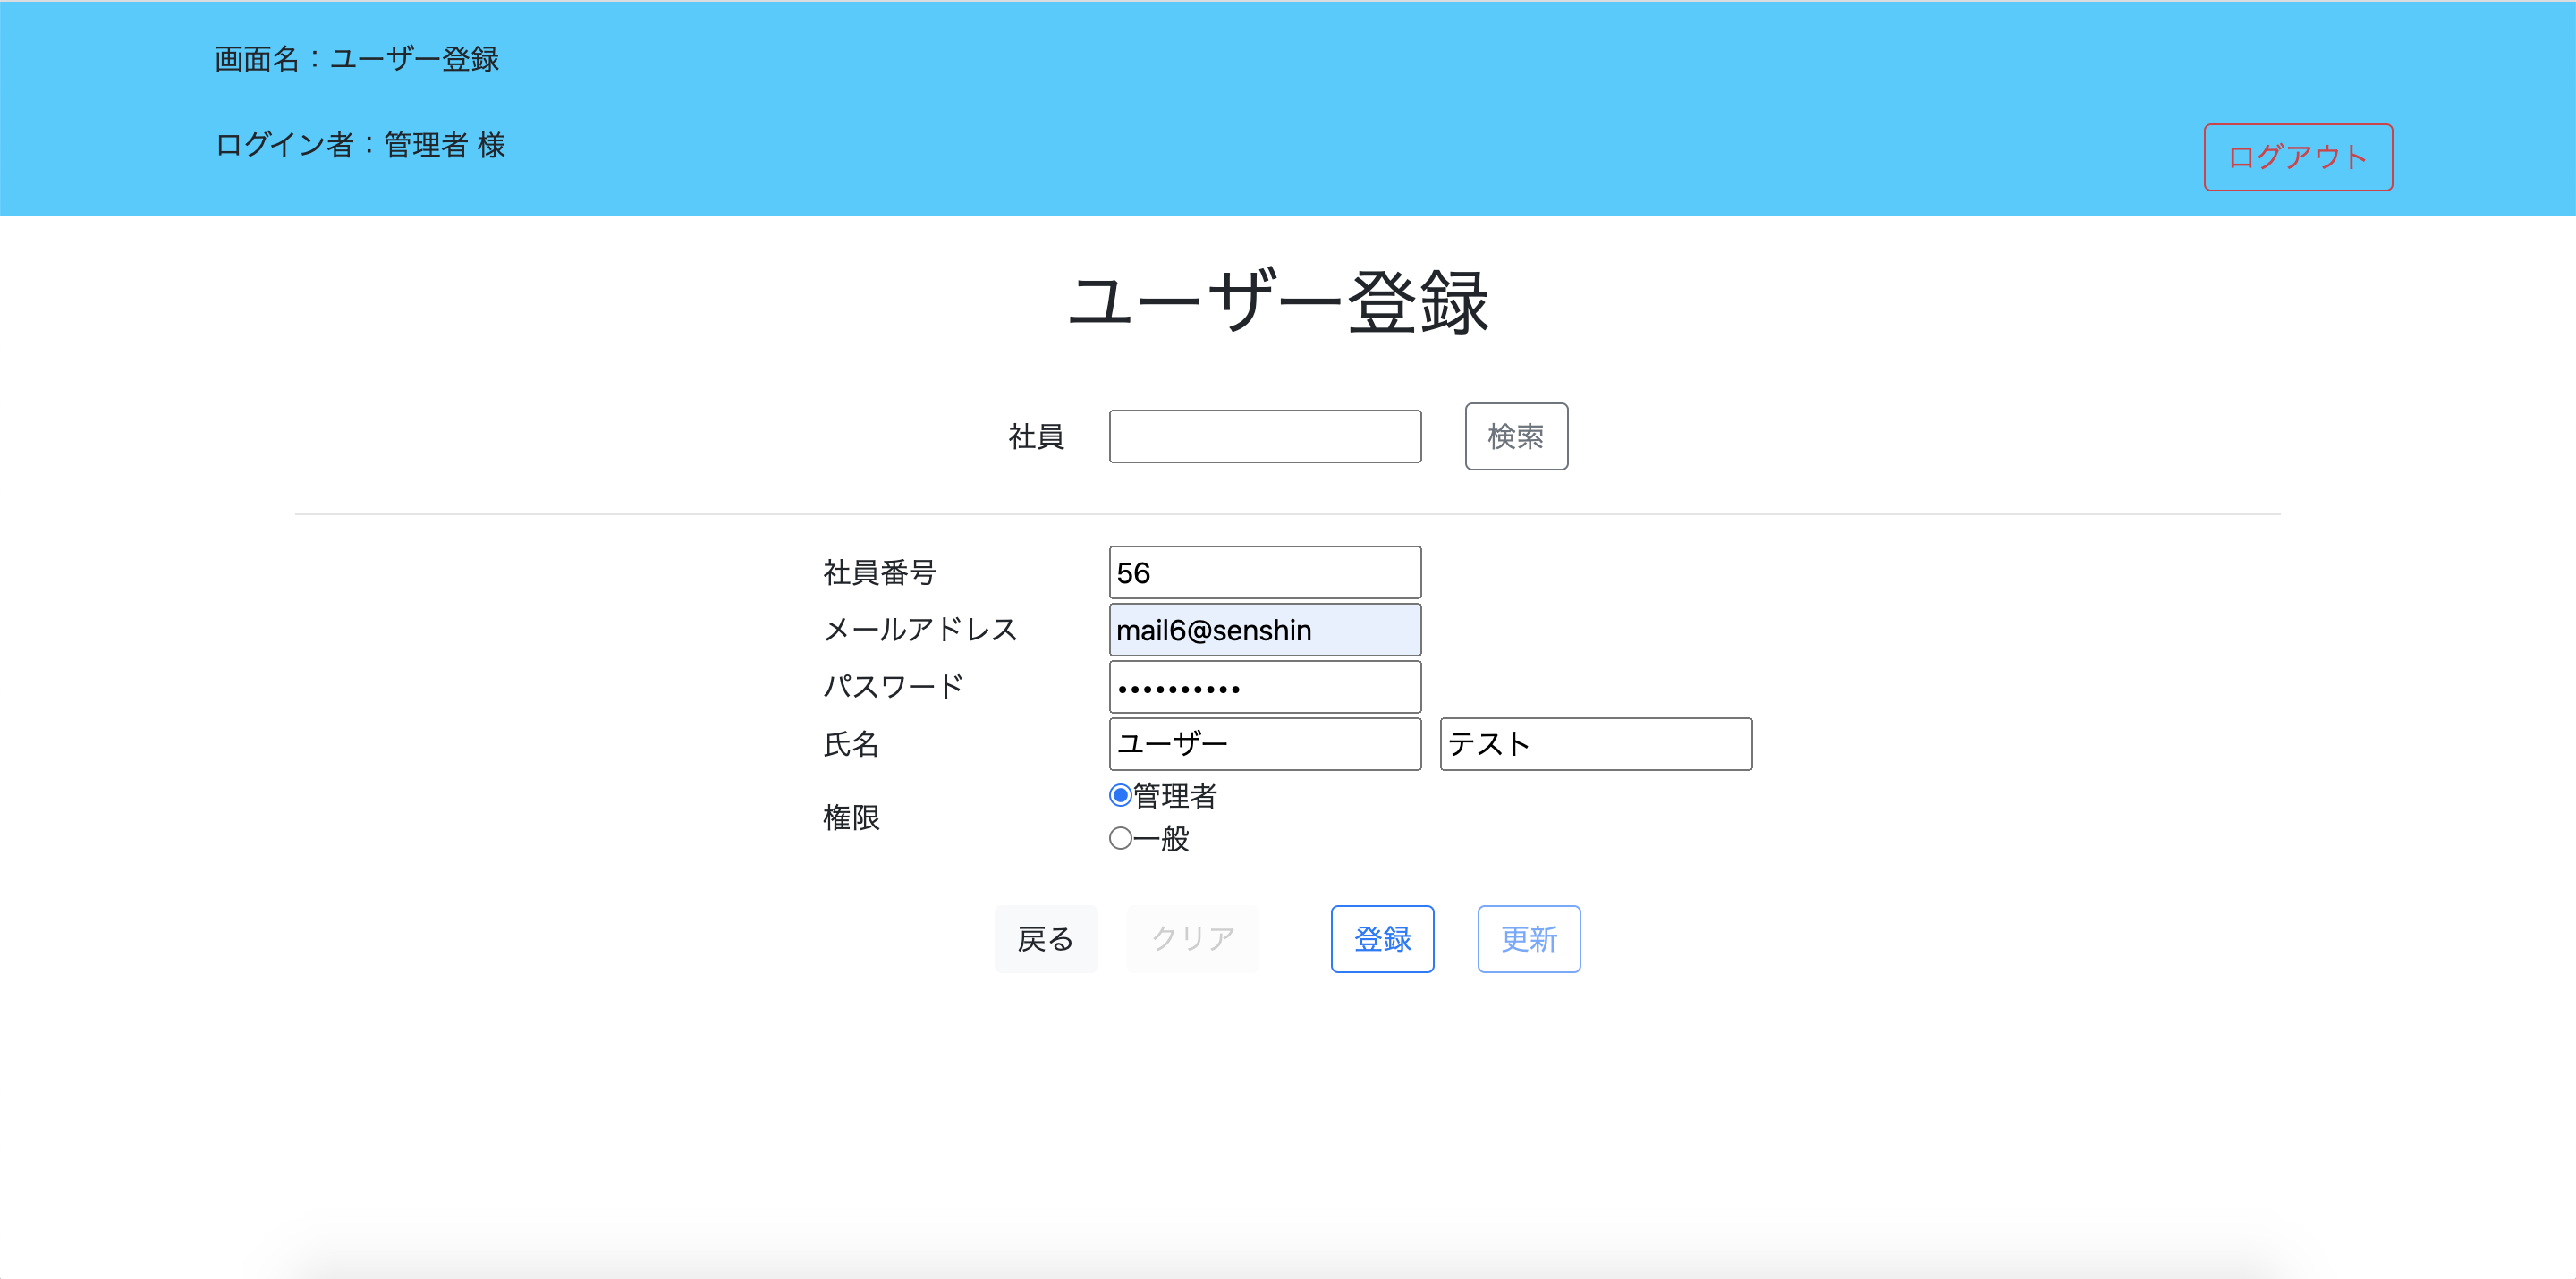 画面名：ユーザー登録
ログイン者：管理者 様
ログアウト
ユーザー登録
社員 検索
社員番号 56
メールアドレス mail6@senshin
パスワード ••••••••••
氏名 ユーザー テスト
権限
管理者
一般
戻る クリア 登録 更新